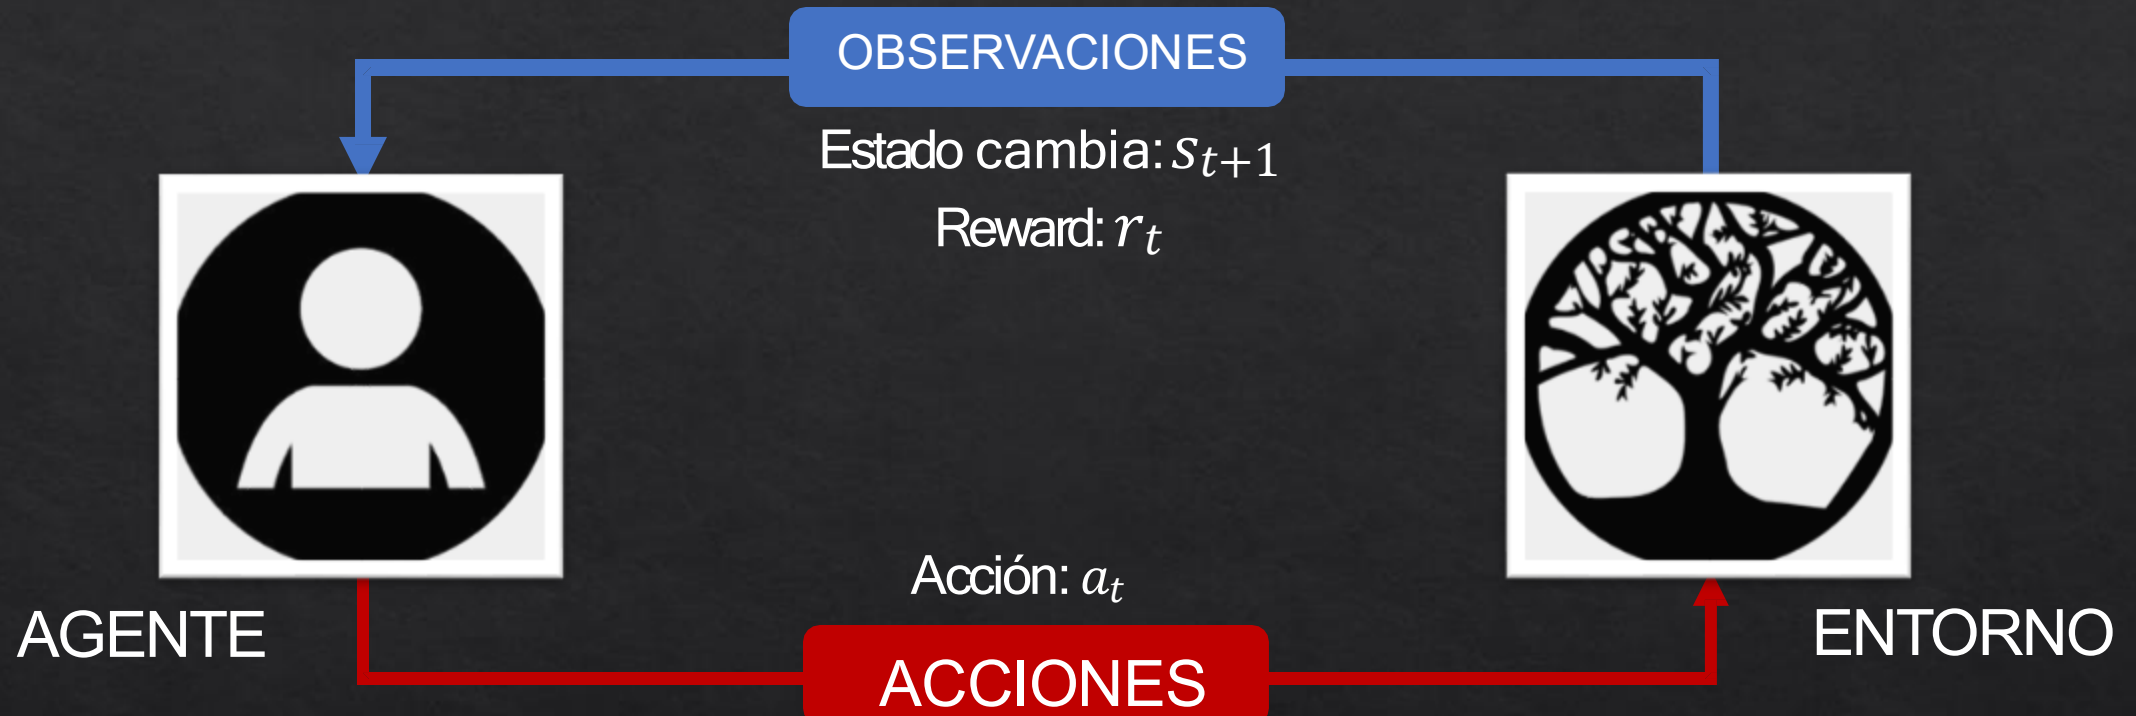 OBSERVACIONES
Estado cambia: s_{t+1}
Reward: r_t
Acción: a_t
AGENTE
ENTORNO
ACCIONES